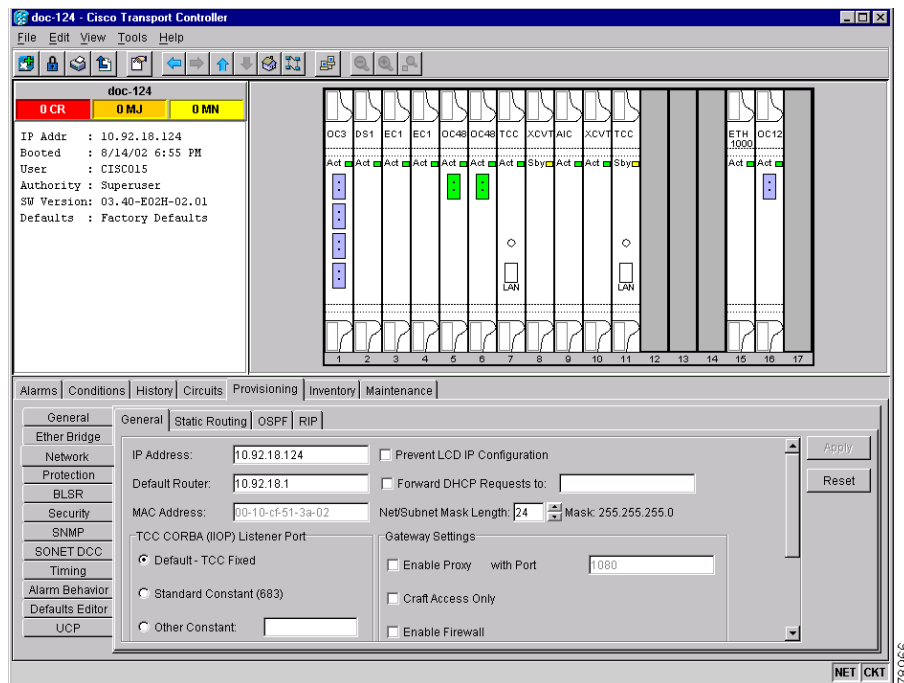 doc-124 - Cisco Transport Controller
File Edit View Tools Help
doc-124
0 CR 0 MJ 0 MN
IP Addr : 10.92.18.124
Booted : 8/14/02 6:55 PM
User : CISCO15
Authority : Superuser
SW Version: 03.40-E02H-02.01
Defaults : Factory Defaults
OC3 DS1 EC1 EC1 OC48 OC48 TCC XCVT AIC XCVT TCC ETH 1000 OC12
Act Act Act Act Act Act Act Sby Act Act Sby Act Act
LAN LAN
1 2 3 4 5 6 7 8 9 10 11 12 13 14 15 16 17
Alarms Conditions History Circuits Provisioning Inventory Maintenance
General
Ether Bridge
Network
Protection
BLSR
Security
SNMP
SONET DCC
Timing
Alarm Behavior
Defaults Editor
UCP
General Static Routing OSPF RIP
IP Address: 10.92.18.124 Prevent LCD IP Configuration
Default Router: 10.92.18.1 Forward DHCP Requests to:
MAC Address: 00-10-cf-51-3a-02 Net/Subnet Mask Length: 24 Mask: 255.255.255.0
TCC CORBA (IIOP) Listener Port
Default - TCC Fixed
Standard Constant (683)
Other Constant:
Gateway Settings
Enable Proxy with Port 1080
Craft Access Only
Enable Firewall
Apply
Reset
NET CKT
78966